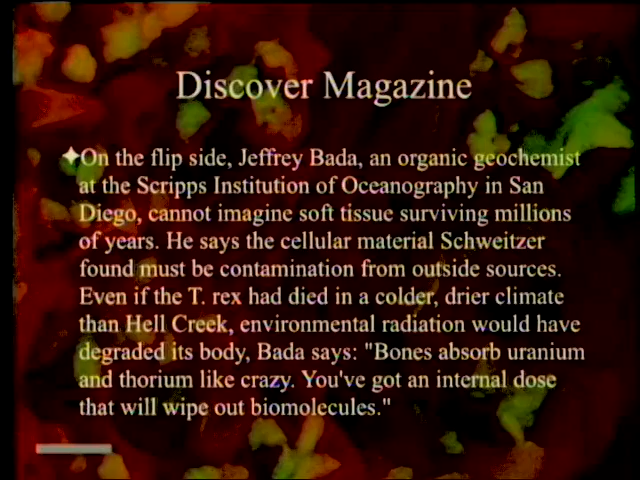 Discover Magazine
On the flip side, Jeffrey Bada, an organic geochemist
at the Scripps Institution of Oceanography in San
Diego, cannot imagine soft tissue surviving millions
of years. He says the cellular material Schweitzer
found must be contamination from outside sources.
Even if the T. rex had died in a colder, drier climate
than Hell Creek, environmental radiation would have
degraded its body, Bada says: "Bones absorb uranium
and thorium like crazy. You've got an internal dose
that will wipe out biomolecules."